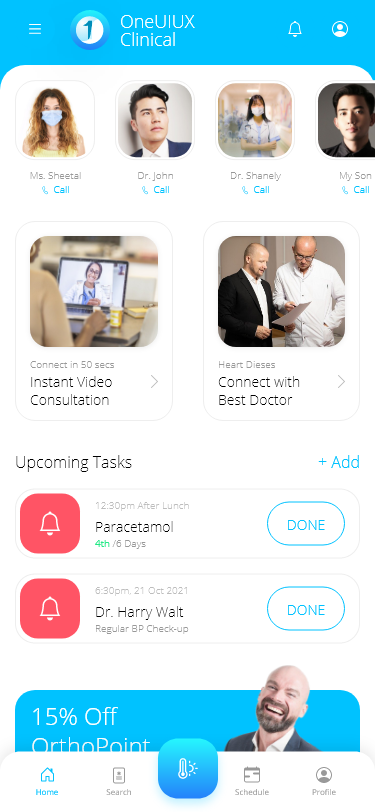 OneUIUX
Clinical
Ms. Sheetal
Call
Dr. John
Call
Dr. Shanely
Call
My Son
Call
Connect in 50 secs
Instant Video
Consultation
Heart Dieses
Connect with
Best Doctor
Upcoming Tasks
+ Add
12:30pm After Lunch
Paracetamol
4th /6 Days
DONE
6:30pm, 21 Oct 2021
Dr. Harry Walt
Regular BP Check-up
DONE
15% Off
OrthoPoint
Home
Search
Schedule
Profile